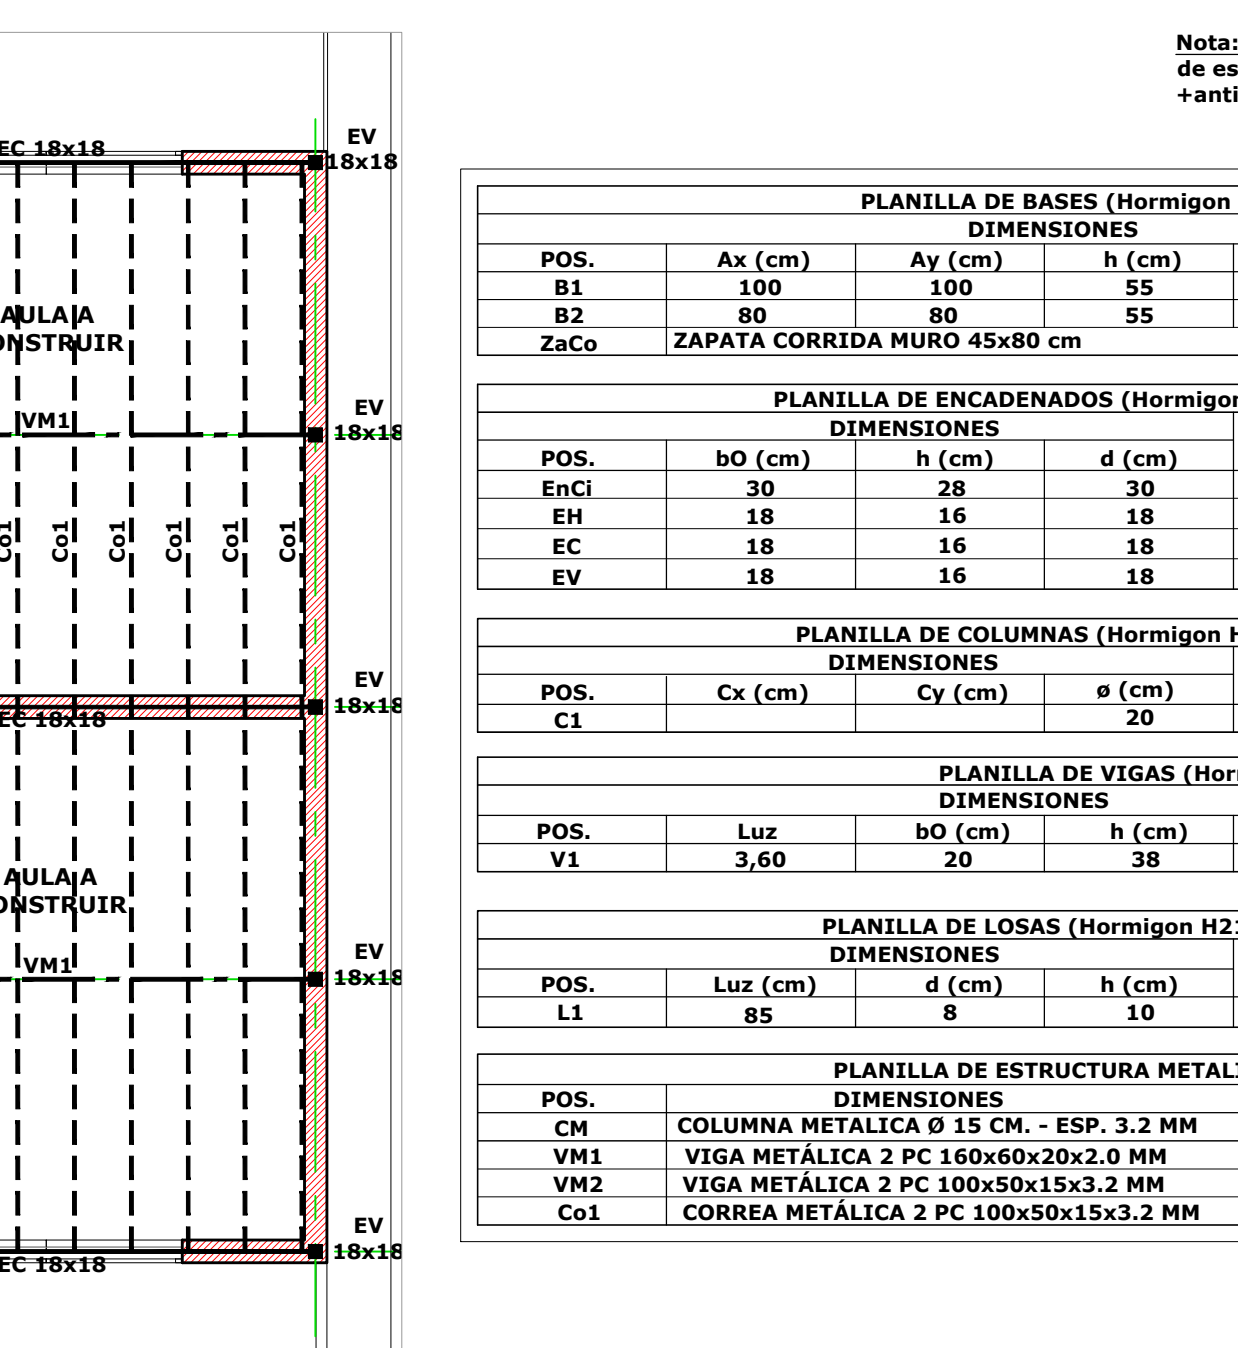 EC 18x18
EV
18x18
AULA A
ONSTRUIR
EV
18x18
VM1
Co1 Co1 Co1 Co1 Co1 Co1
EV
18x18
EC 18x18
AULA A
ONSTRUIR
EV
18x18
VM1
EV
18x18
EC 18x18
Nota:
de es
+anti
PLANILLA DE BASES (Hormigon
DIMENSIONES
POS. Ax (cm) Ay (cm) h (cm)
B1 100 100 55
B2 80 80 55
ZaCo ZAPATA CORRIDA MURO 45x80 cm
PLANILLA DE ENCADENADOS (Hormigon
DIMENSIONES
POS. bO (cm) h (cm) d (cm)
EnCi 30 28 30
EH 18 16 18
EC 18 16 18
EV 18 16 18
PLANILLA DE COLUMNAS (Hormigon H
DIMENSIONES
POS. Cx (cm) Cy (cm) ø (cm)
C1 20
PLANILLA DE VIGAS (Hor
DIMENSIONES
POS. Luz bO (cm) h (cm)
V1 3,60 20 38
PLANILLA DE LOSAS (Hormigon H21
DIMENSIONES
POS. Luz (cm) d (cm) h (cm)
L1 85 8 10
PLANILLA DE ESTRUCTURA METALI
POS. DIMENSIONES
CM COLUMNA METALICA Ø 15 CM. - ESP. 3.2 MM
VM1 VIGA METÁLICA 2 PC 160x60x20x2.0 MM
VM2 VIGA METÁLICA 2 PC 100x50x15x3.2 MM
Co1 CORREA METÁLICA 2 PC 100x50x15x3.2 MM